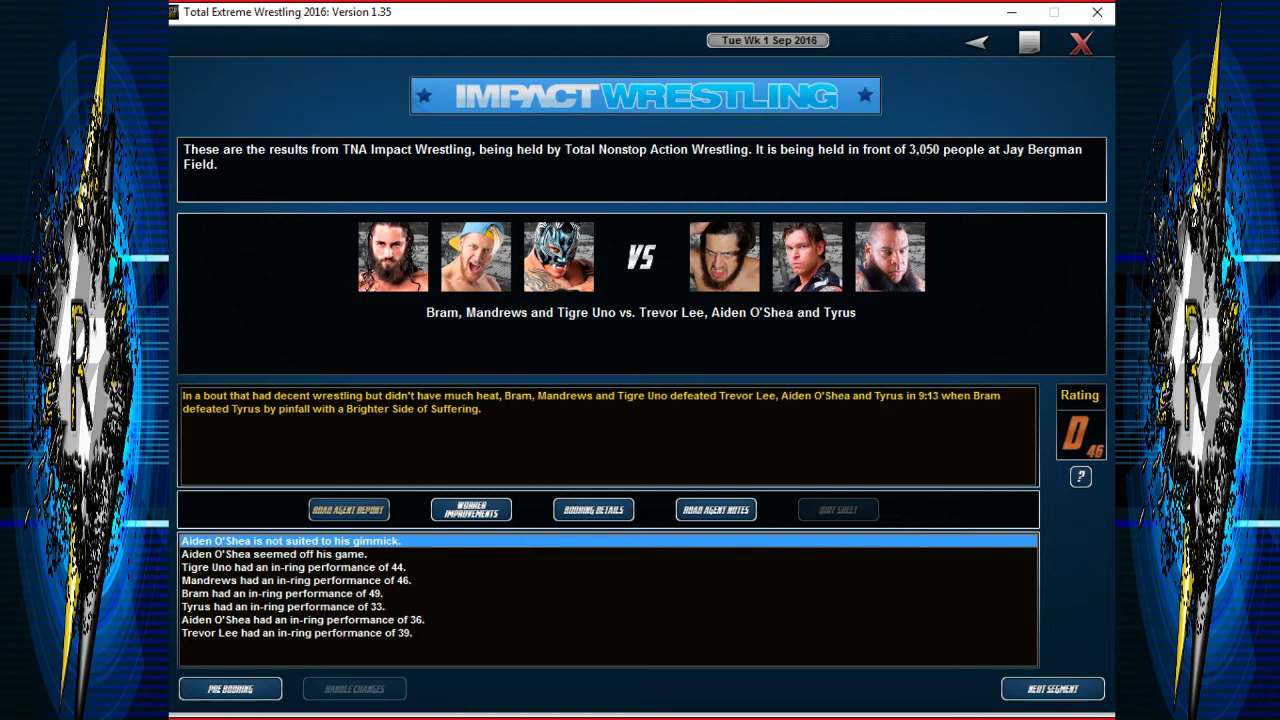 Total Extreme Wrestling 2016: Version 1.35
Tue Wk 1 Sep 2016
IMPACT WRESTLING
These are the results from TNA Impact Wrestling, being held by Total Nonstop Action Wrestling. It is being held in front of 3,050 people at Jay Bergman
Field.
VS
Bram, Mandrews and Tigre Uno vs. Trevor Lee, Aiden O'Shea and Tyrus
In a bout that had decent wrestling but didn't have much heat, Bram, Mandrews and Tigre Uno defeated Trevor Lee, Aiden O'Shea and Tyrus in 9:13 when Bram
defeated Tyrus by pinfall with a Brighter Side of Suffering.
Rating
D 46
?
ROAD AGENT REPORT
WORKER
IMPROVEMENTS
BOOKING DETAILS
ROAD AGENT NOTES
DIRT SHEET
Aiden O'Shea is not suited to his gimmick.
Aiden O'Shea seemed off his game.
Tigre Uno had an in-ring performance of 44.
Mandrews had an in-ring performance of 46.
Bram had an in-ring performance of 49.
Tyrus had an in-ring performance of 33.
Aiden O'Shea had an in-ring performance of 36.
Trevor Lee had an in-ring performance of 39.
PRE BOOKING
HANDLE CHANGES
NEXT SEGMENT
R
R